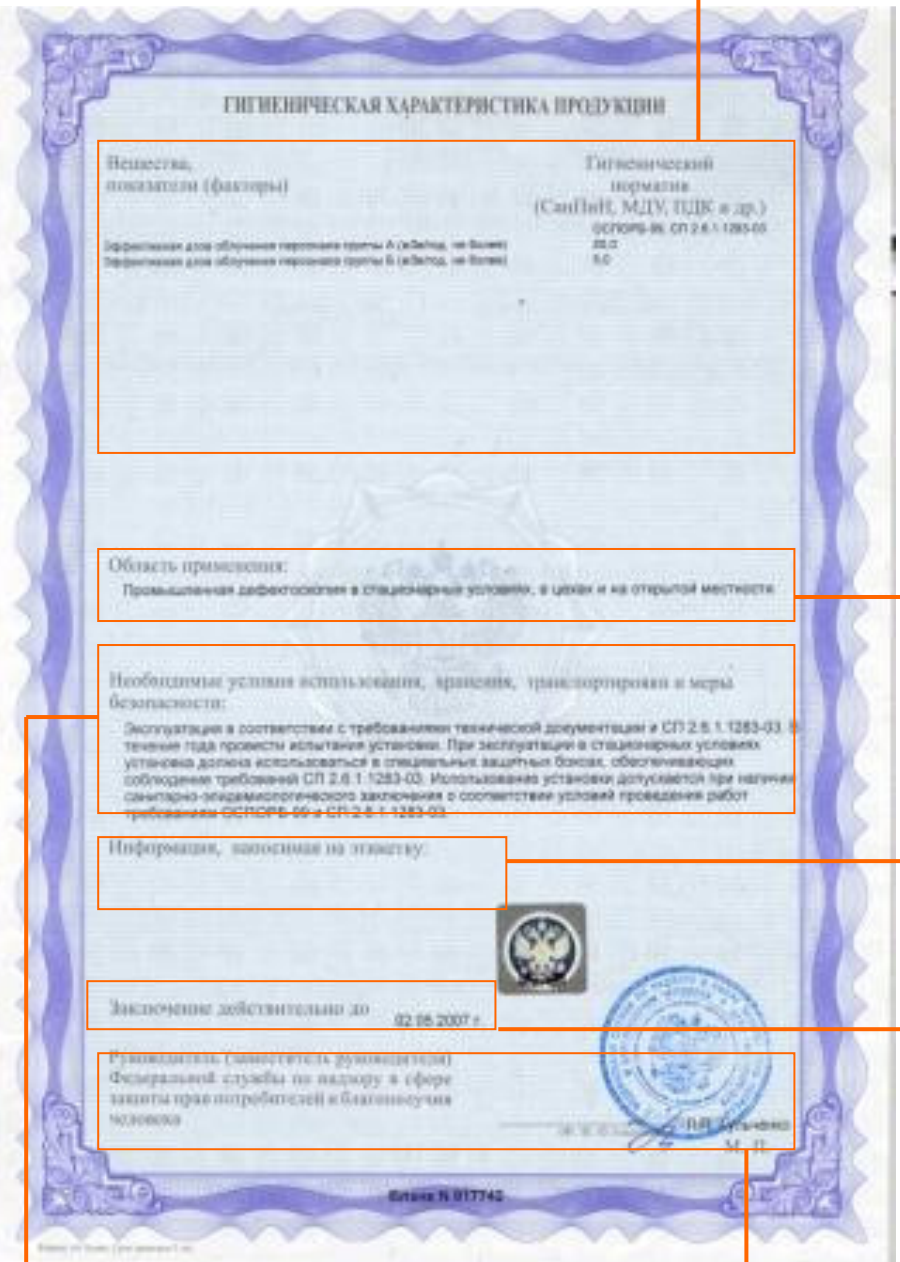 ГИГИЕНИЧЕСКАЯ ХАРАКТЕРИСТИКА ПРОДУКЦИИ
Вещества,
показатели (факторы)
Гигиенический
норматив
(СанПиН, МДУ, ПДК и др.)
ОСПОРБ-99, СП 2.6.1.1283-03
Эффективная доза облучения персонала группы А (мЗв/год, не более) 20,0
Эффективная доза облучения персонала группы Б (мЗв/год, не более) 5,0
Область применения:
Промышленная дефектоскопия в стационарных условиях, в цехах и на открытой местности
Необходимые условия использования, хранения, транспортировки и меры
безопасности:
Эксплуатация в соответствии с требованиями технической документации и СП 2.6.1.1283-03. В
течение года провести испытания установки. При эксплуатации в стационарных условиях
установка должна использоваться в специальных защитных боксах, обеспечивающих
соблюдение требований СП 2.6.1.1283-03. Использование установки допускается при наличии
санитарно-эпидемиологического заключения о соответствии условий проведения работ
требованиям ОСПОРБ-99 и СП 2.6.1.1283-03.
Информация, наносимая на этикетку:
Заключение действительно до
02.05.2007 г.
Руководитель (заместитель руководителя)
Федеральной службы по надзору в сфере
защиты прав потребителей и благополучия
человека
М. П.
Бланк N 017742